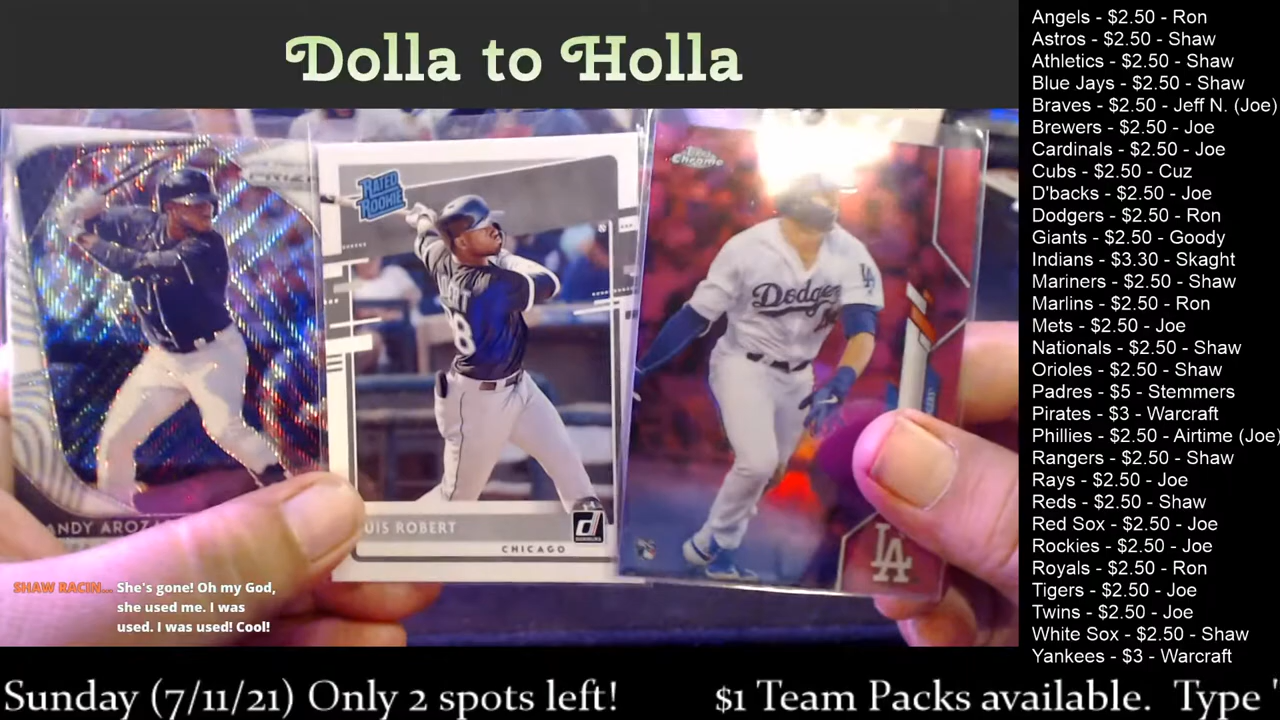 Dolla to Holla
Angels - $2.50 - Ron
Astros - $2.50 - Shaw
Athletics - $2.50 - Shaw
Blue Jays - $2.50 - Shaw
Braves - $2.50 - Jeff N. (Joe)
Brewers - $2.50 - Joe
Cardinals - $2.50 - Joe
Cubs - $2.50 - Cuz
D'backs - $2.50 - Joe
Dodgers - $2.50 - Ron
Giants - $2.50 - Goody
Indians - $3.30 - Skaght
Mariners - $2.50 - Shaw
Marlins - $2.50 - Ron
Mets - $2.50 - Joe
Nationals - $2.50 - Shaw
Orioles - $2.50 - Shaw
Padres - $5 - Stemmers
Pirates - $3 - Warcraft
Phillies - $2.50 - Airtime (Joe)
Rangers - $2.50 - Shaw
Rays - $2.50 - Joe
Reds - $2.50 - Shaw
Red Sox - $2.50 - Joe
Rockies - $2.50 - Joe
Royals - $2.50 - Ron
Tigers - $2.50 - Joe
Twins - $2.50 - Joe
White Sox - $2.50 - Shaw
Yankees - $3 - Warcraft
ANDY AROZA
RATED
ROOKIE
UIS ROBERT
CHICAGO
Chrome
Dodgers
LA
LA
SHAW RACIN... She's gone! Oh my God,
she used me. I was
used. I was used! Cool!
Sunday (7/11/21) Only 2 spots left! $1 Team Packs available. Type '